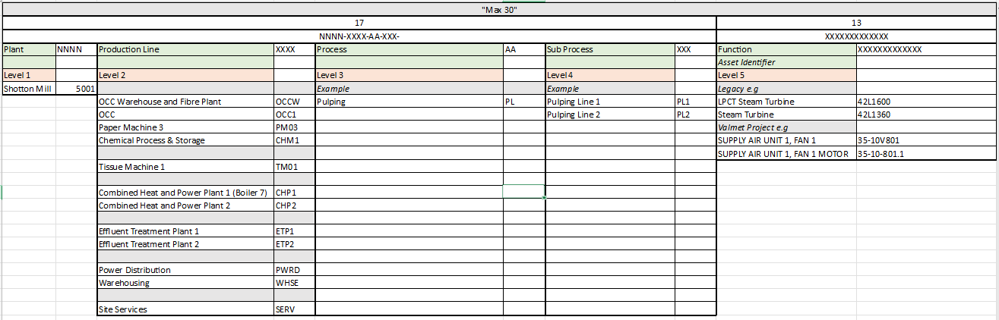 "Max 30"
17 13
NNNN-XXXX-AA-XXX- XXXXXXXXXXXXX
Plant NNNN Production Line XXXX Process AA Sub Process XXX Function XXXXXXXXXXXXX
Asset Identifier
Level 1 Level 2 Level 3 Level 4 Level 5
Shotton Mill 5001 Example Example Legacy e.g
OCC Warehouse and Fibre Plant OCCW Pulping PL Pulping Line 1 PL1 LPCT Steam Turbine 42L1600
OCC OCC1 Pulping Line 2 PL2 Steam Turbine 42L1360
Paper Machine 3 PM03 Valmet Project e.g
Chemical Process & Storage CHM1 SUPPLY AIR UNIT 1, FAN 1 35-10V801
SUPPLY AIR UNIT 1, FAN 1 MOTOR 35-10-801.1
Tissue Machine 1 TM01
Combined Heat and Power Plant 1 (Boiler 7) CHP1
Combined Heat and Power Plant 2 CHP2
Effluent Treatment Plant 1 ETP1
Effluent Treatment Plant 2 ETP2
Power Distribution PWRD
Warehousing WHSE
Site Services SERV